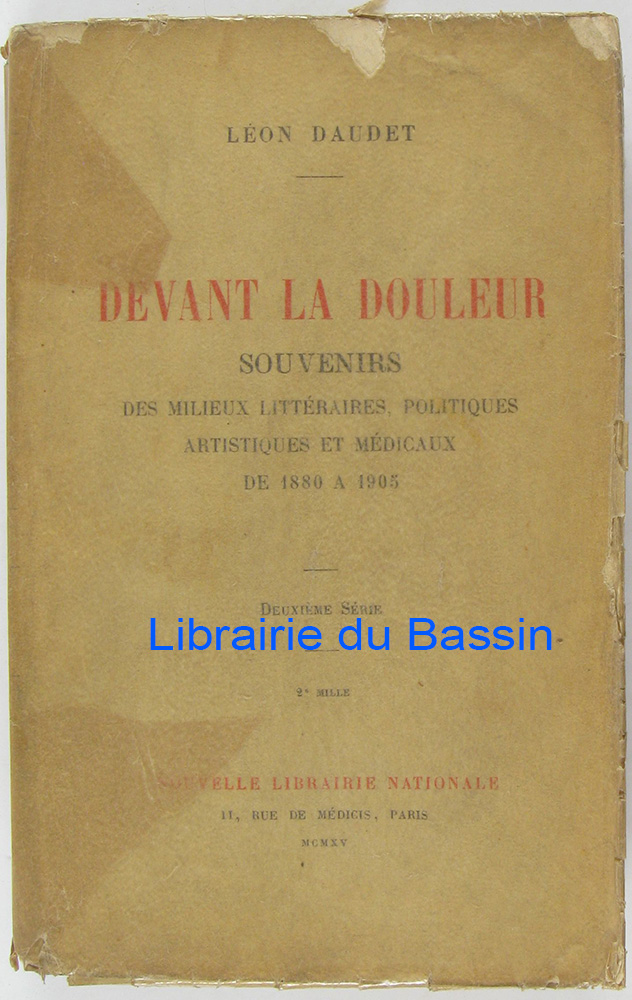 LÉON DAUDET
DEVANT LA DOULEUR
SOUVENIRS
DES MILIEUX LITTÉRAIRES, POLITIQUES
ARTISTIQUES ET MÉDICAUX
DE 1880 A 1905
DEUXIÈME SÉRIE
Librairie du Bassin
2e MILLE
NOUVELLE LIBRAIRIE NATIONALE
11, RUE DE MÉDICIS, PARIS
MCMXV